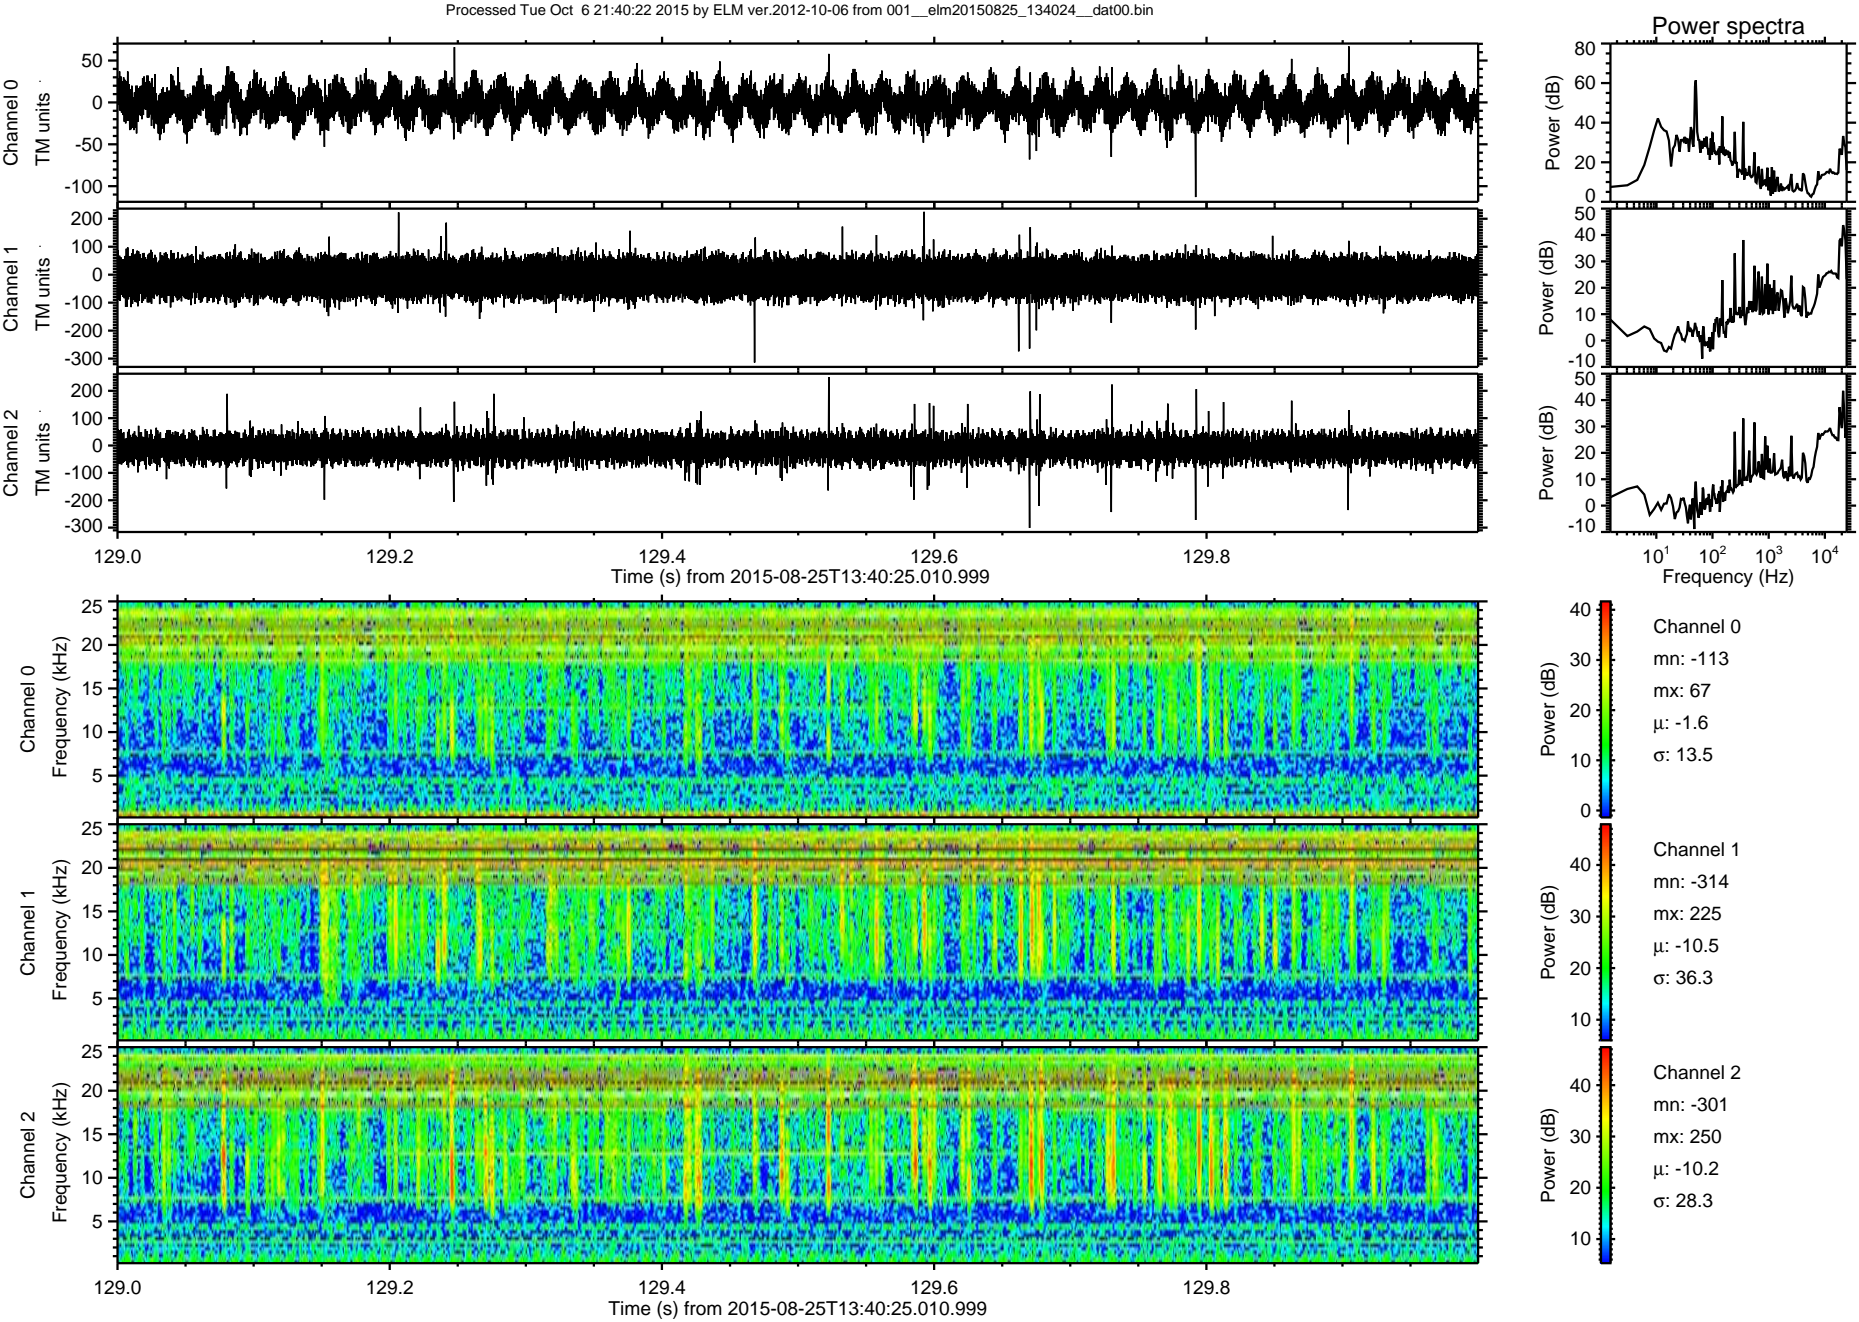 Processed Tue Oct  6 21:40:22 2015 by ELM ver.2012-10-06 from 001__elm20150825_134024__dat00.bin
Power spectra
Channel 0
TM units
50
0
-50
-100
Power (dB)
80
60
40
20
0
Channel 1
TM units
200
100
0
-100
-200
-300
Power (dB)
50
40
30
20
10
0
-10
Channel 2
TM units
200
100
0
-100
-200
-300
Power (dB)
50
40
30
20
10
0
-10
129.0 129.2 129.4 129.6 129.8
Time (s) from 2015-08-25T13:40:25.010.999
10¹ 10² 10³ 10⁴
Frequency (Hz)
Channel 0
Frequency (kHz)
25
20
15
10
5
Power (dB)
40
30
20
10
0
Channel 0
mn: -113
mx: 67
μ: -1.6
σ: 13.5
Channel 1
Frequency (kHz)
25
20
15
10
5
Power (dB)
40
30
20
10
Channel 1
mn: -314
mx: 225
μ: -10.5
σ: 36.3
Channel 2
Frequency (kHz)
25
20
15
10
5
Power (dB)
40
30
20
10
Channel 2
mn: -301
mx: 250
μ: -10.2
σ: 28.3
129.0 129.2 129.4 129.6 129.8
Time (s) from 2015-08-25T13:40:25.010.999